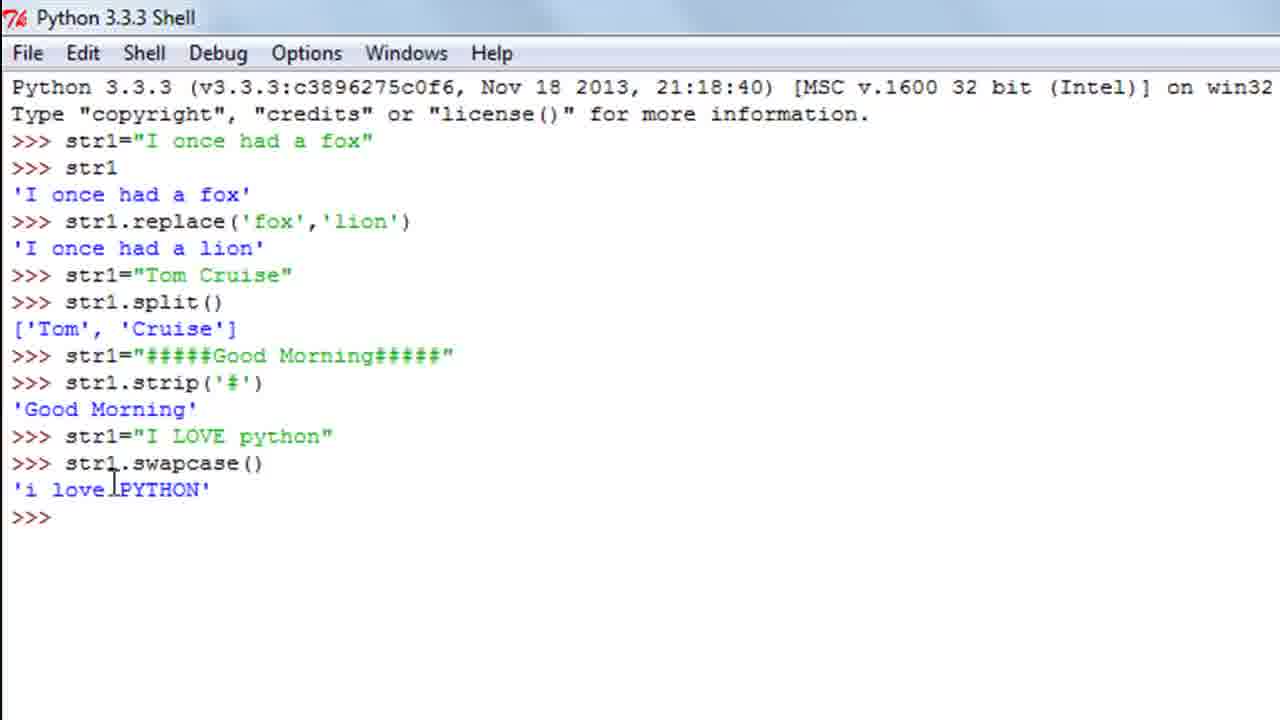 Python 3.3.3 Shell
File Edit Shell Debug Options Windows Help
Python 3.3.3 (v3.3.3:c3896275c0f6, Nov 18 2013, 21:18:40) [MSC v.1600 32 bit (Intel)] on win32
Type "copyright", "credits" or "license()" for more information.
>>> str1="I once had a fox"
>>> str1
'I once had a fox'
>>> str1.replace('fox','lion')
'I once had a lion'
>>> str1="Tom Cruise"
>>> str1.split()
['Tom', 'Cruise']
>>> str1="#####Good Morning#####"
>>> str1.strip('#')
'Good Morning'
>>> str1="I LOVE python"
>>> str1.swapcase()
'i love PYTHON'
>>>